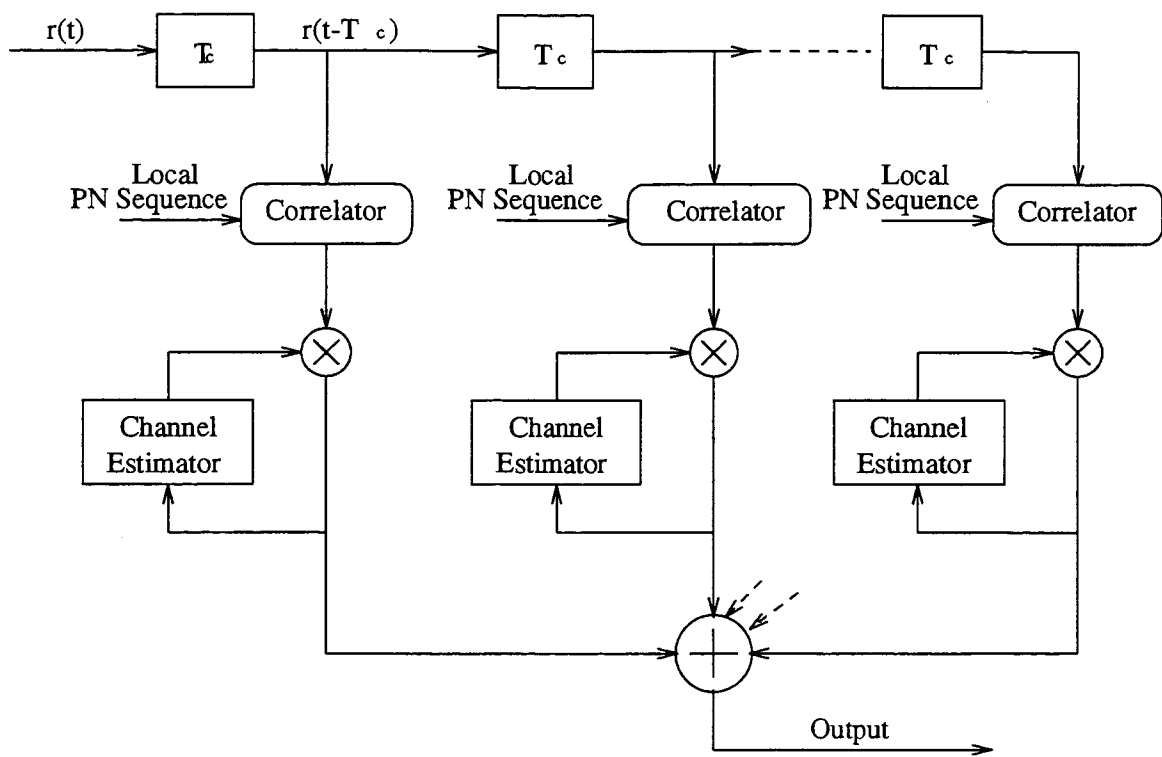 r(t)
Tc
r(t-T c)
T c
T c
Local
PN Sequence
Correlator
Local
PN Sequence
Correlator
Local
PN Sequence
Correlator
Channel
Estimator
Channel
Estimator
Channel
Estimator
Output